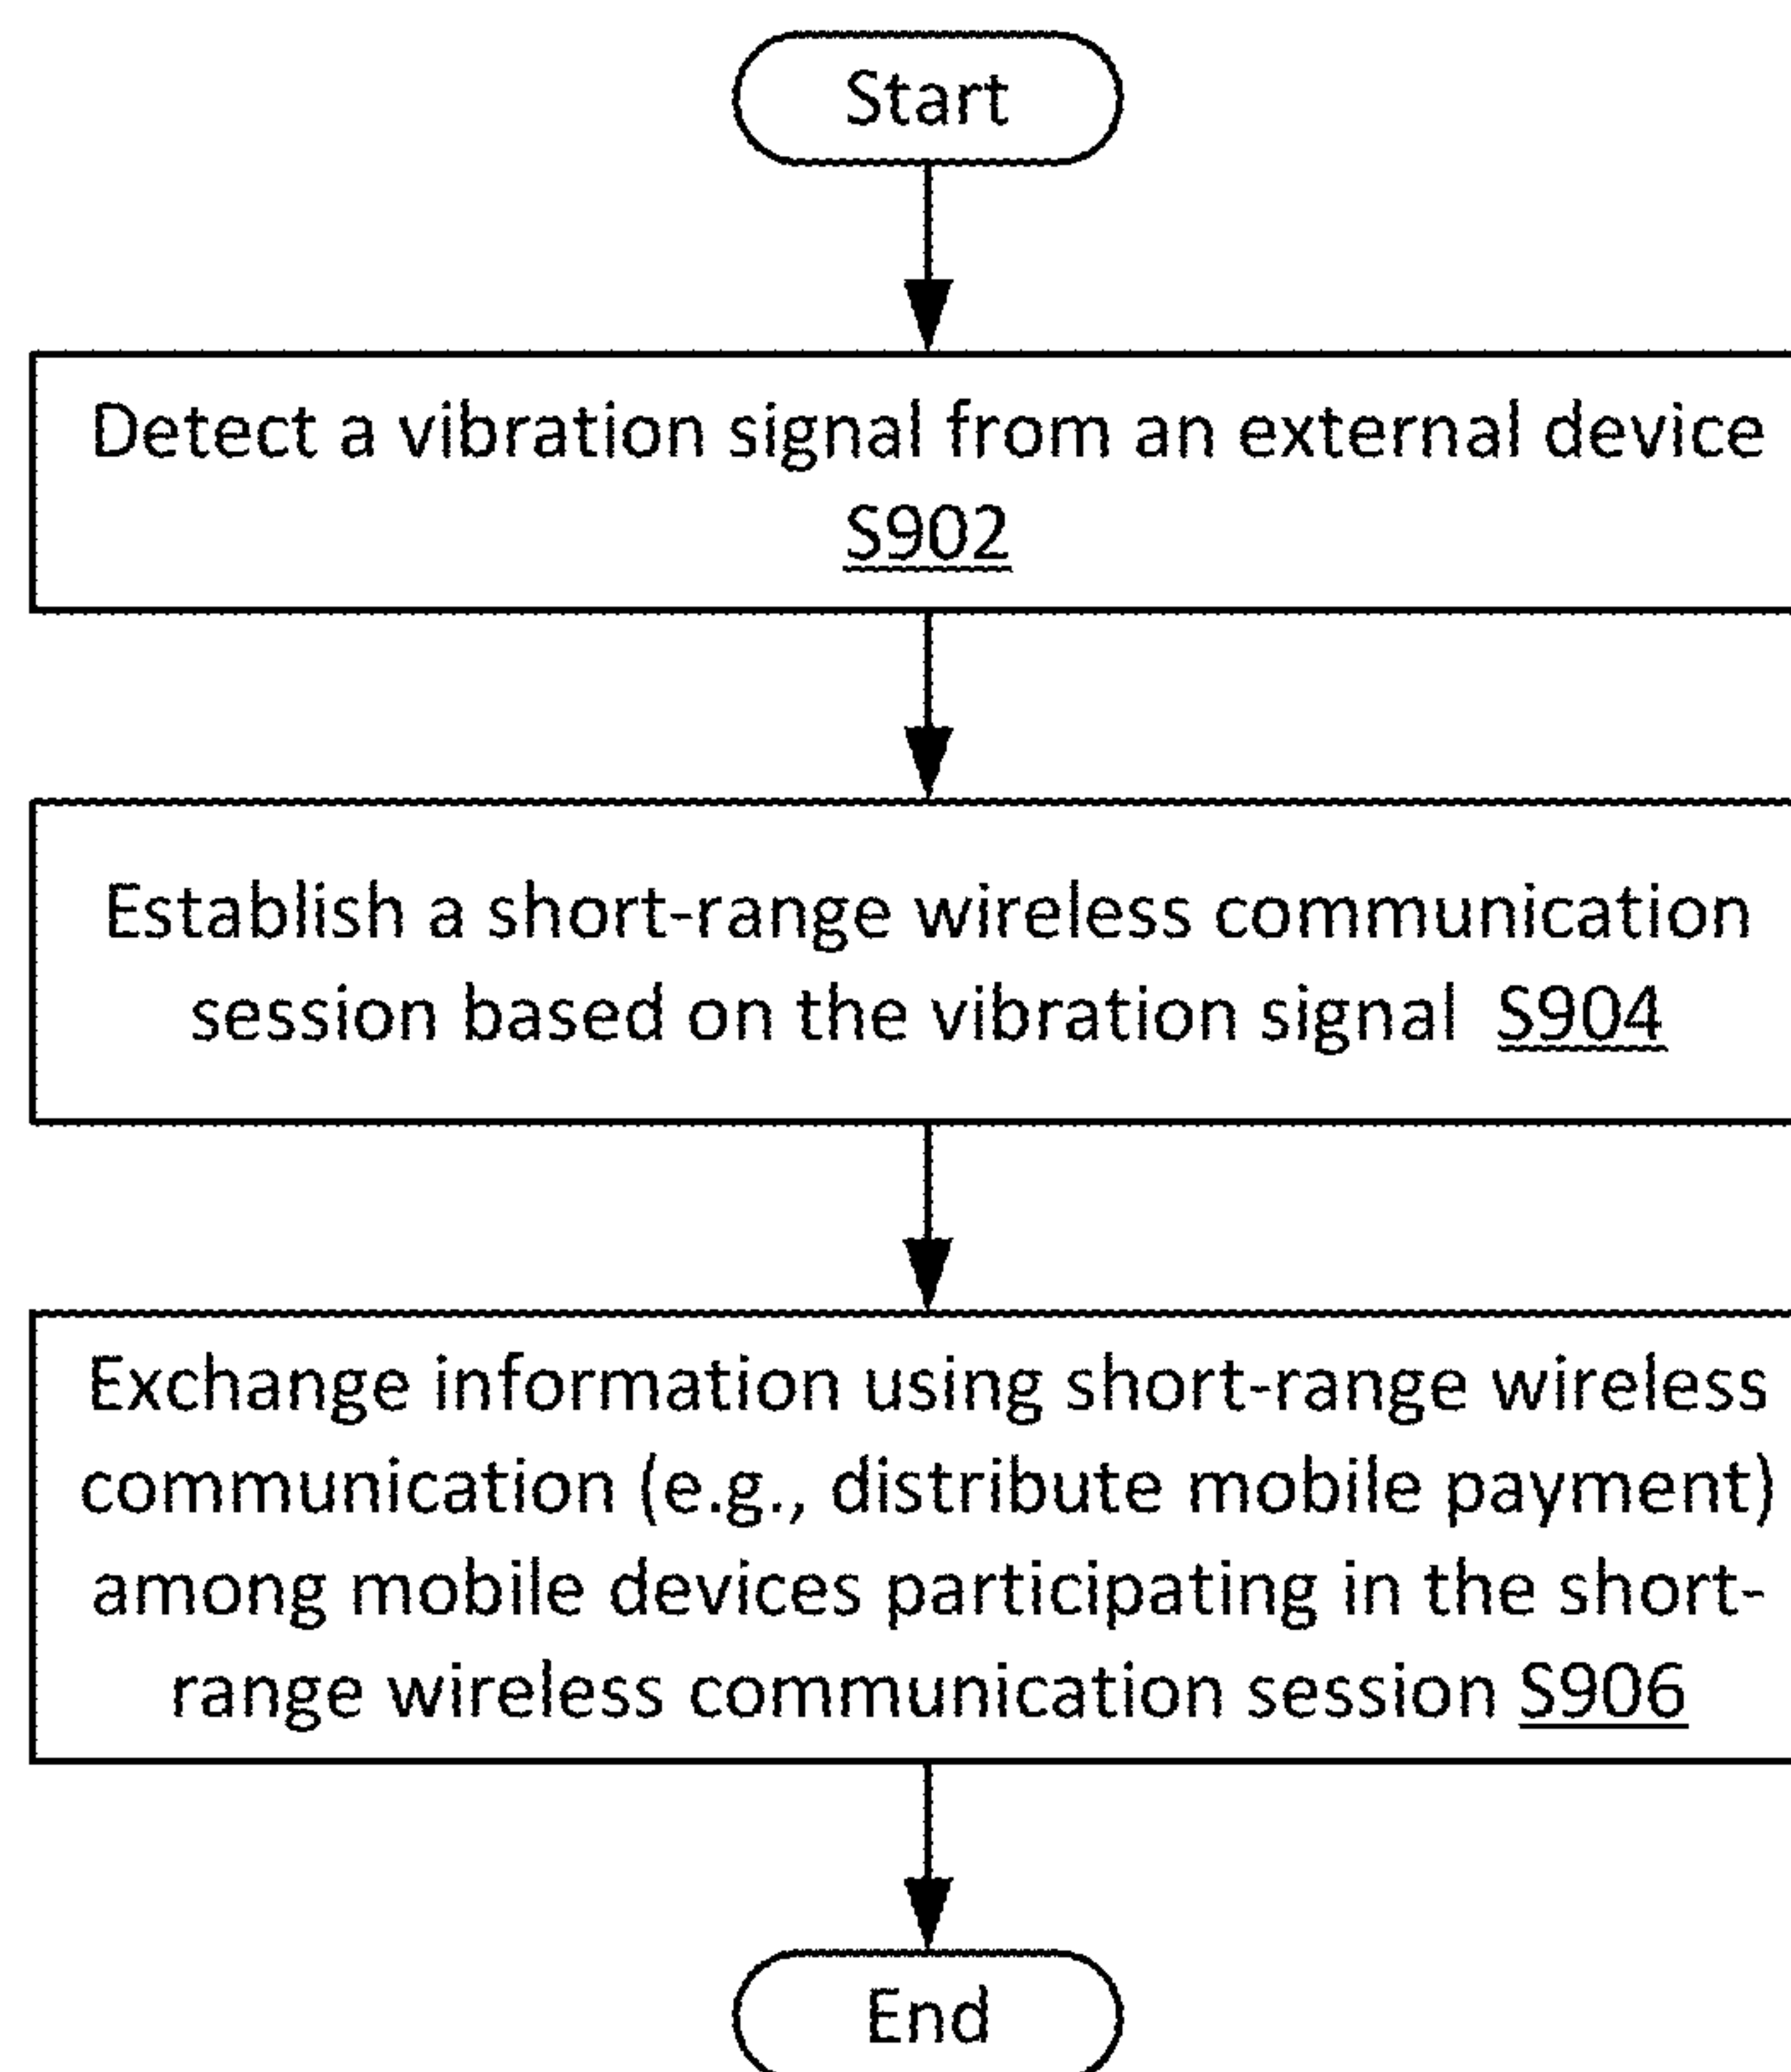 Start
Detect a vibration signal from an external device
S902
Establish a short-range wireless communication
session based on the vibration signal S904
Exchange information using short-range wireless
communication (e.g., distribute mobile payment)
among mobile devices participating in the short-
range wireless communication session S906
End